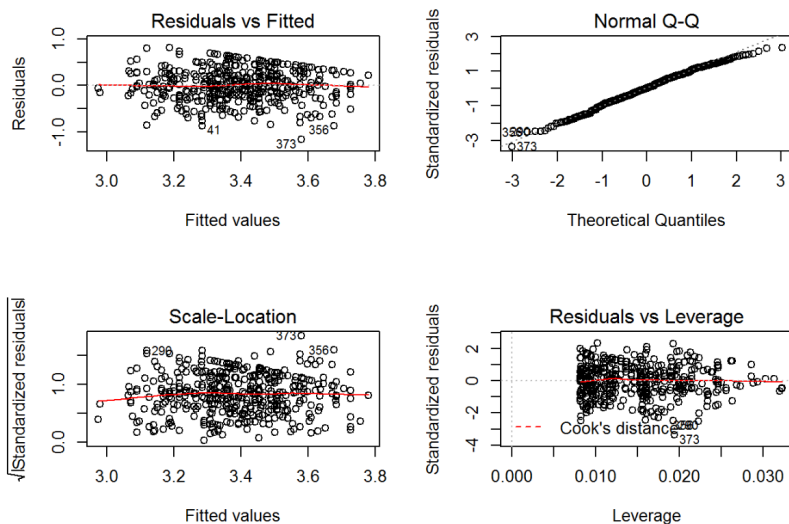 Residuals vs Fitted
Residuals
1.0
0.0
-1.0
41
356
373
3.0 3.2 3.4 3.6 3.8
Fitted values
Normal Q-Q
Standardized residuals
3
1
-1
-3
373
-3 -2 -1 0 1 2 3
Theoretical Quantiles
Scale-Location
√|Standardized residuals|
1.0
0.0
290
373
356
3.0 3.2 3.4 3.6 3.8
Fitted values
Residuals vs Leverage
Standardized residuals
2
0
-2
-4
Cook's distance
373
0.000 0.010 0.020 0.030
Leverage